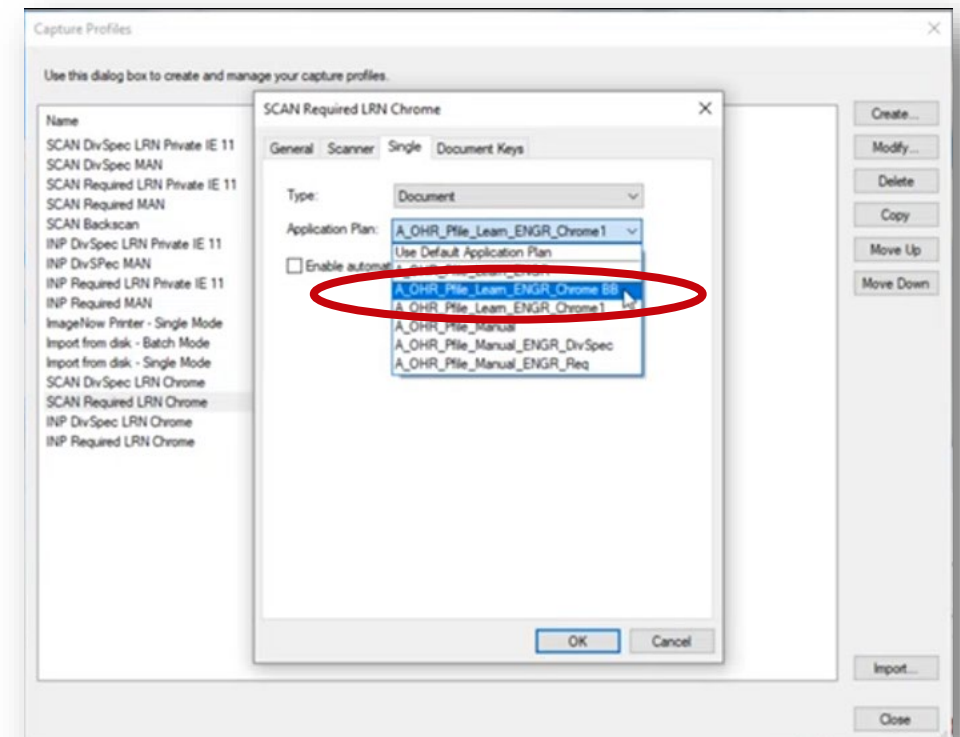 Capture Profiles
Use this dialog box to create and manage your capture profiles.
Name
SCAN DivSpec LRN Private IE 11
SCAN DivSpec MAN
SCAN Required LRN Private IE 11
SCAN Required MAN
SCAN Backscan
INP DivSpec LRN Private IE 11
INP DivSPec MAN
INP Required LRN Private IE 11
INP Required MAN
ImageNow Printer - Single Mode
Import from disk - Batch Mode
Import from disk - Single Mode
SCAN DivSpec LRN Chrome
SCAN Required LRN Chrome
INP DivSpec LRN Chrome
INP Required LRN Chrome
SCAN Required LRN Chrome
General Scanner Single Document Keys
Type: Document
Application Plan: A_OHR_Pfile_Learn_ENGR_Chrome1
Use Default Application Plan
Enable automat
A_OHR_Pfile_Learn_ENGR
A_OHR_Pfile_Learn_ENGR_Chrome BB
A_OHR_Pfile_Learn_ENGR_Chrome1
A_OHR_Pfile_Manual
A_OHR_Pfile_Manual_ENGR_DivSpec
A_OHR_Pfile_Manual_ENGR_Req
OK Cancel
Create...
Modify...
Delete
Copy
Move Up
Move Down
Import...
Close